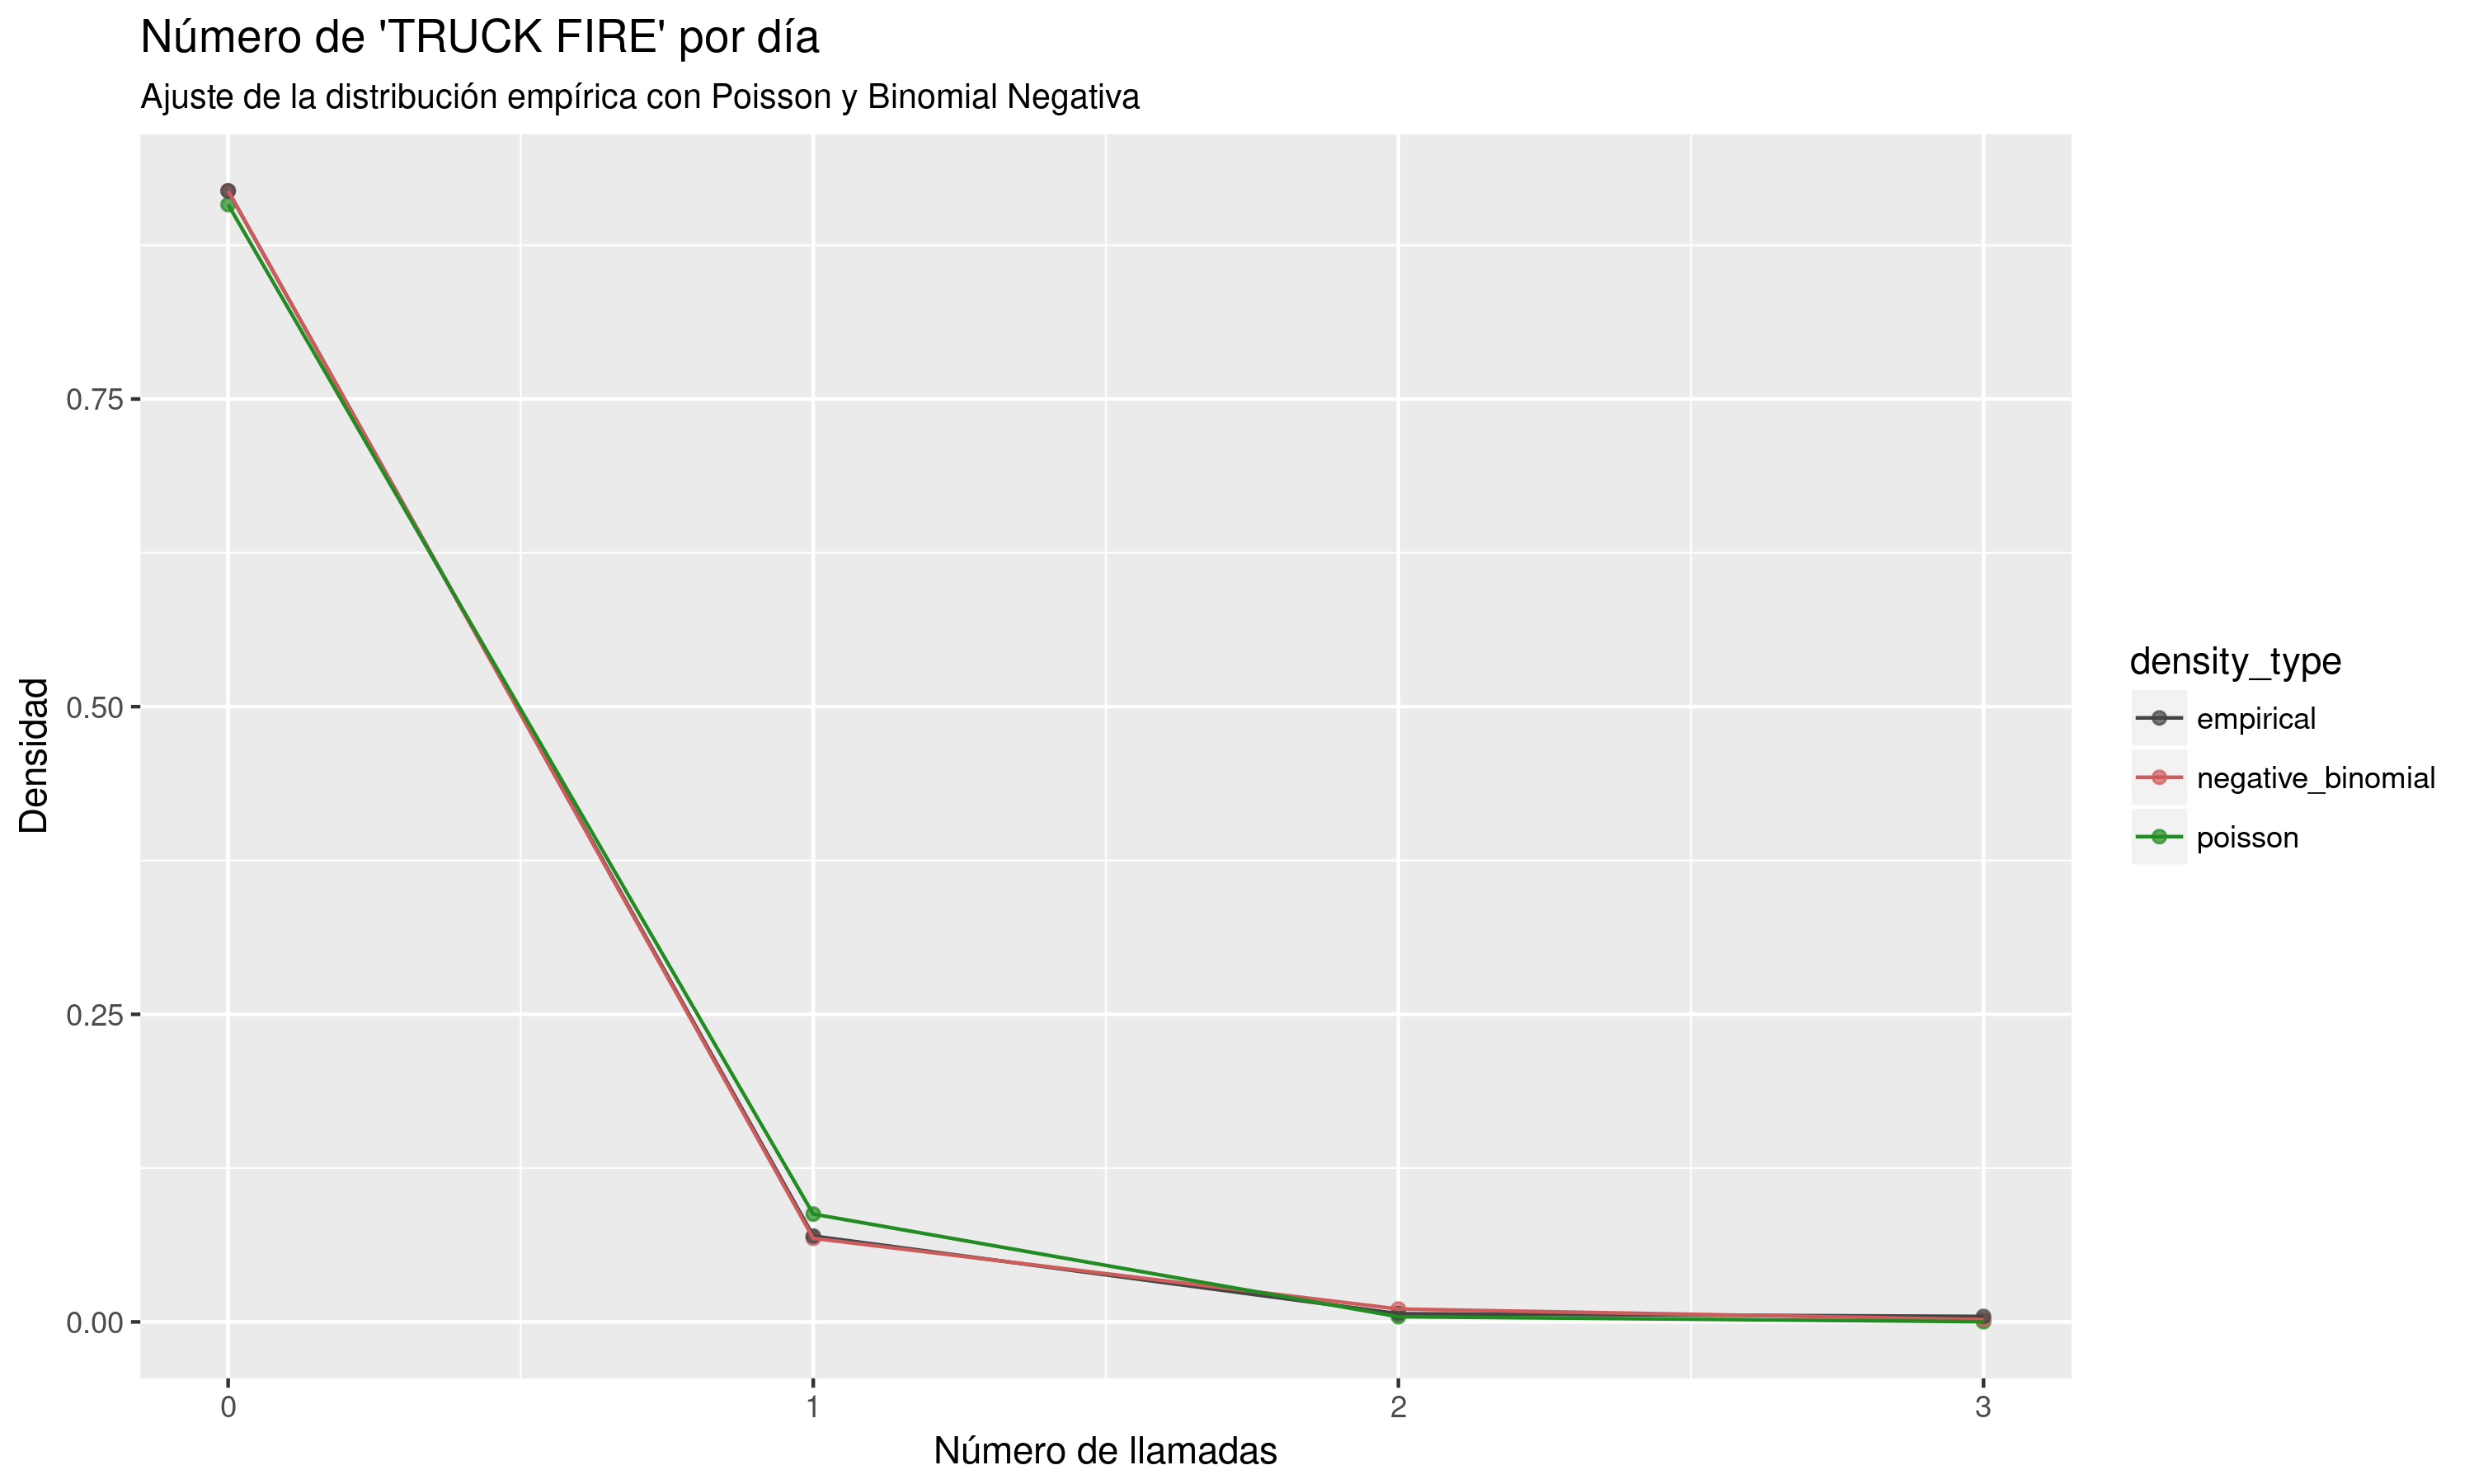 Número de 'TRUCK FIRE' por día
Ajuste de la distribución empírica con Poisson y Binomial Negativa
Densidad
0.75
0.50
0.25
0.00
0
1
2
3
Número de llamadas
density_type
empirical
negative_binomial
poisson